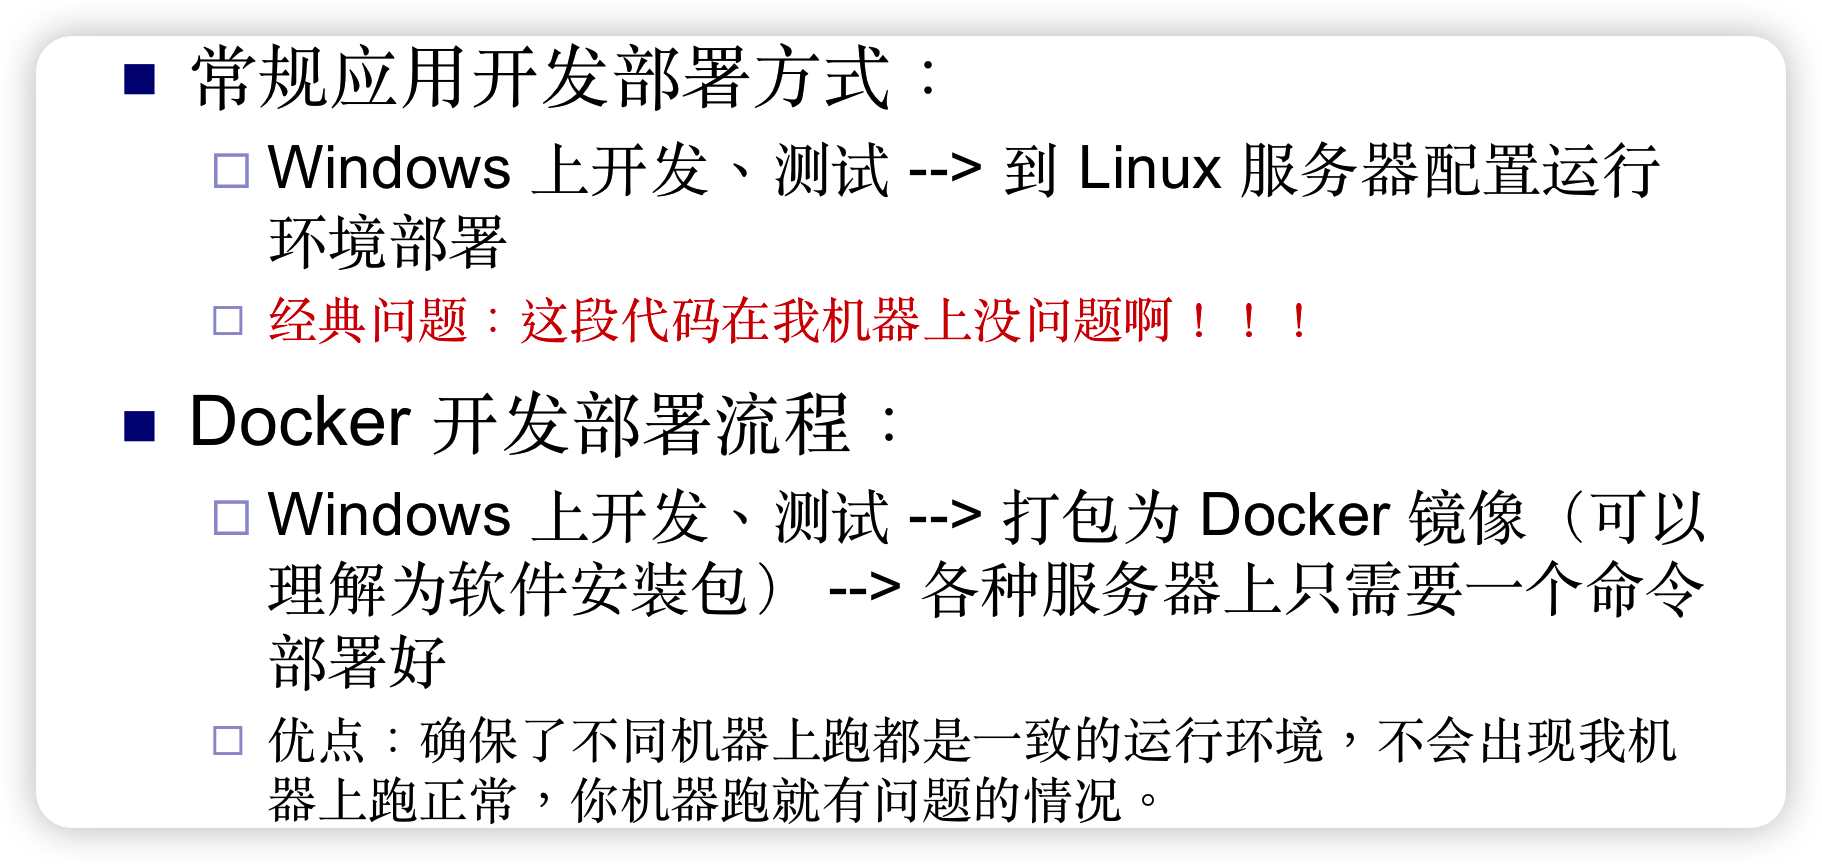 常规应用开发部署方式：
Windows 上开发、测试 --> 到 Linux 服务器配置运行
环境部署
经典问题：这段代码在我机器上没问题啊！！！
Docker 开发部署流程：
Windows 上开发、测试 --> 打包为 Docker 镜像（可以
理解为软件安装包） --> 各种服务器上只需要一个命令
部署好
优点：确保了不同机器上跑都是一致的运行环境，不会出现我机
器上跑正常，你机器跑就有问题的情况。